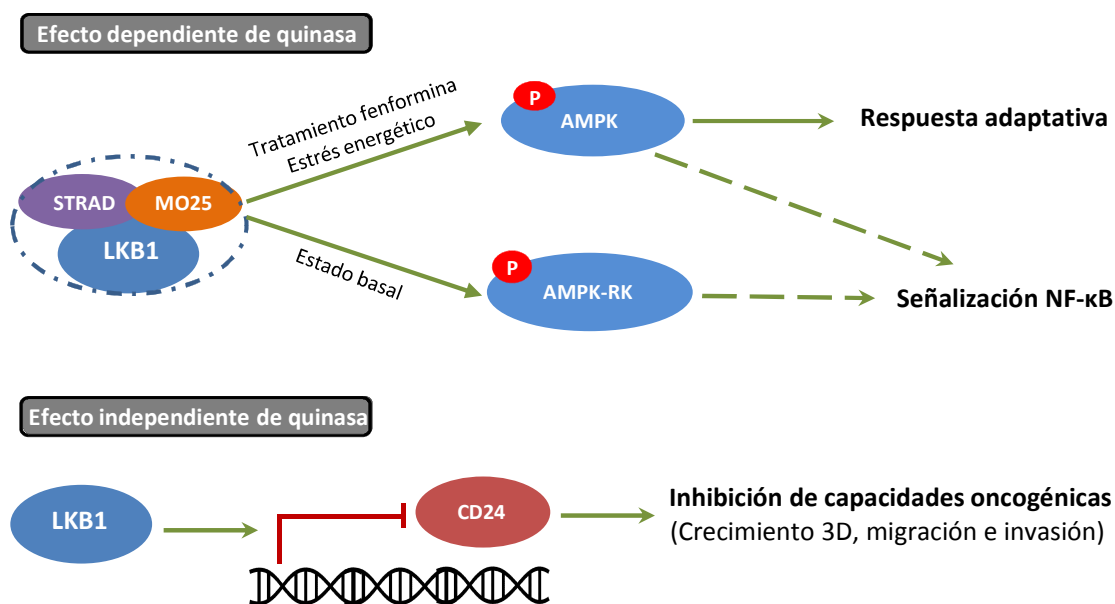 Efecto dependiente de quinasa
Tratamiento fenformina
Estrés energético
P
AMPK
Respuesta adaptativa
STRAD
MO25
LKB1
Estado basal
P
AMPK-RK
Señalización NF-κB
Efecto independiente de quinasa
LKB1
CD24
Inhibición de capacidades oncogénicas
(Crecimiento 3D, migración e invasión)